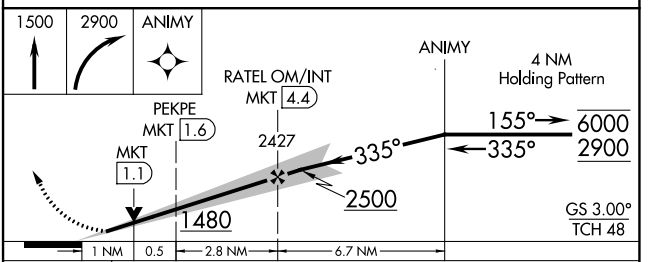 1500
2900
ANIMY
ANIMY
4 NM
Holding Pattern
RATEL OM/INT
MKT 4.4
PEKPE
MKT 1.6
MKT
1.1
2427
335°
155°
335°
6000
2900
2500
1480
GS 3.00°
TCH 48
1 NM
0.5
2.8 NM
6.7 NM